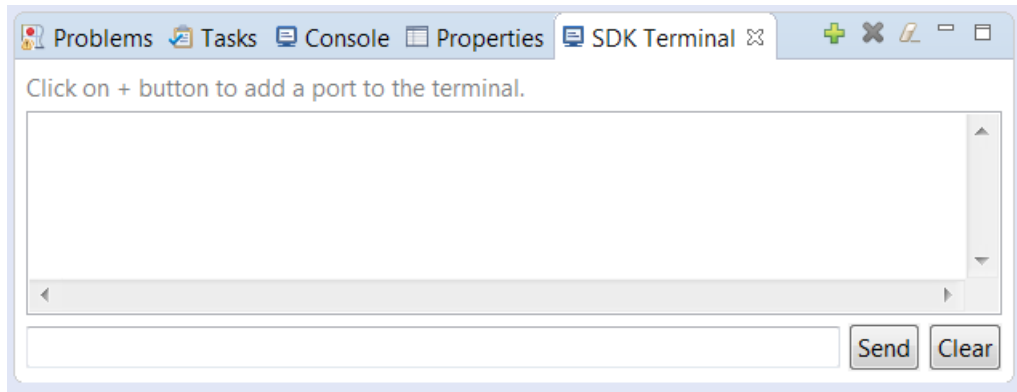 Problems Tasks Console Properties SDK Terminal
Click on + button to add a port to the terminal.
Send Clear